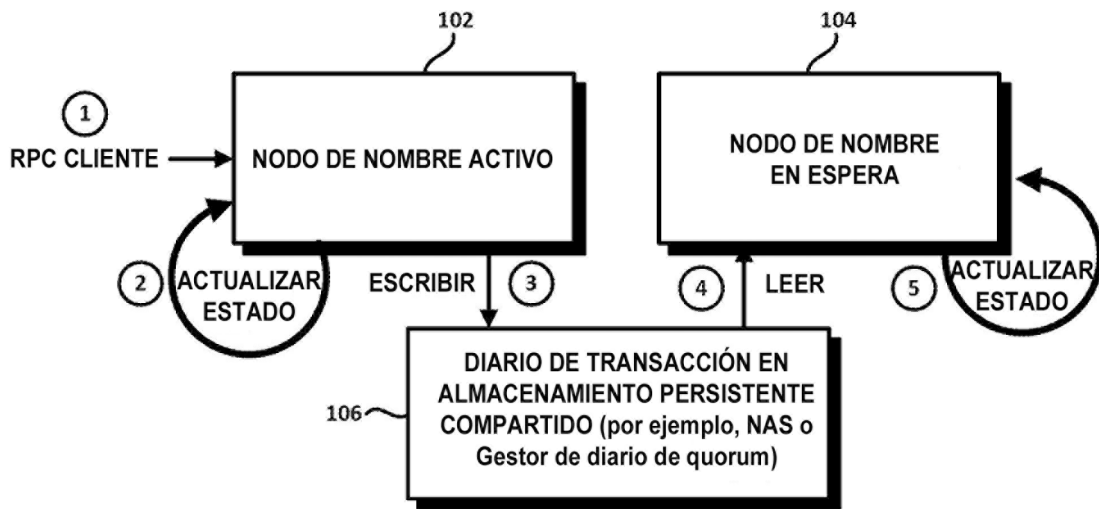 102
104
1
RPC CLIENTE
NODO DE NOMBRE ACTIVO
NODO DE NOMBRE
EN ESPERA
2
ACTUALIZAR
ESTADO
ESCRIBIR
3
4
LEER
5
ACTUALIZAR
ESTADO
106
DIARIO DE TRANSACCIÓN EN
ALMACENAMIENTO PERSISTENTE
COMPARTIDO (por ejemplo, NAS o
Gestor de diario de quorum)